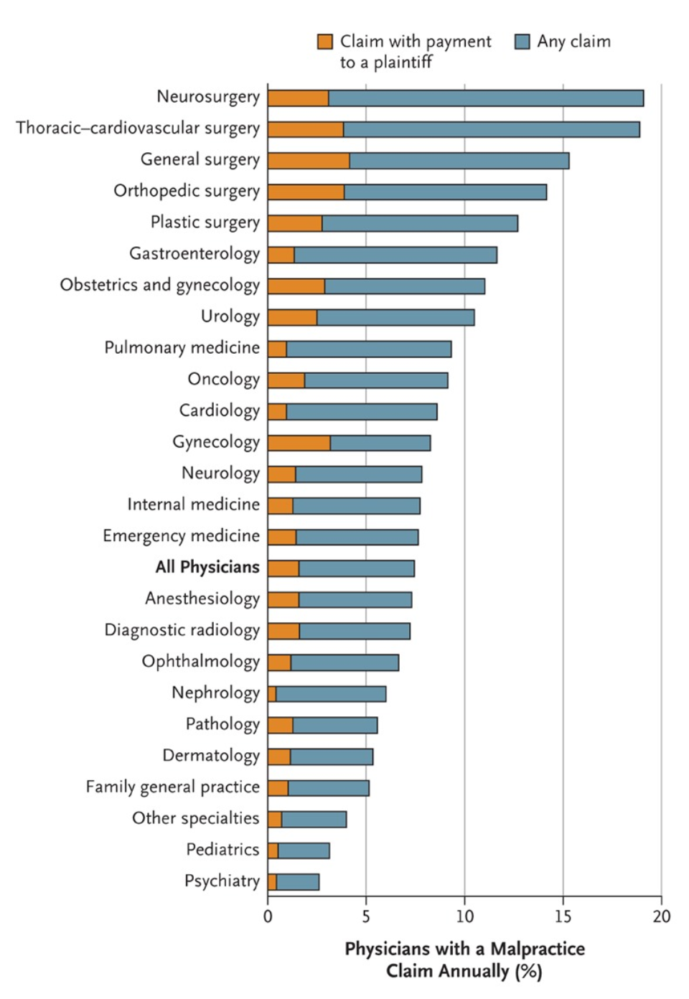 Claim with payment
to a plaintiff
Any claim
Neurosurgery
Thoracic–cardiovascular surgery
General surgery
Orthopedic surgery
Plastic surgery
Gastroenterology
Obstetrics and gynecology
Urology
Pulmonary medicine
Oncology
Cardiology
Gynecology
Neurology
Internal medicine
Emergency medicine
All Physicians
Anesthesiology
Diagnostic radiology
Ophthalmology
Nephrology
Pathology
Dermatology
Family general practice
Other specialties
Pediatrics
Psychiatry
0 5 10 15 20
Physicians with a Malpractice
Claim Annually (%)